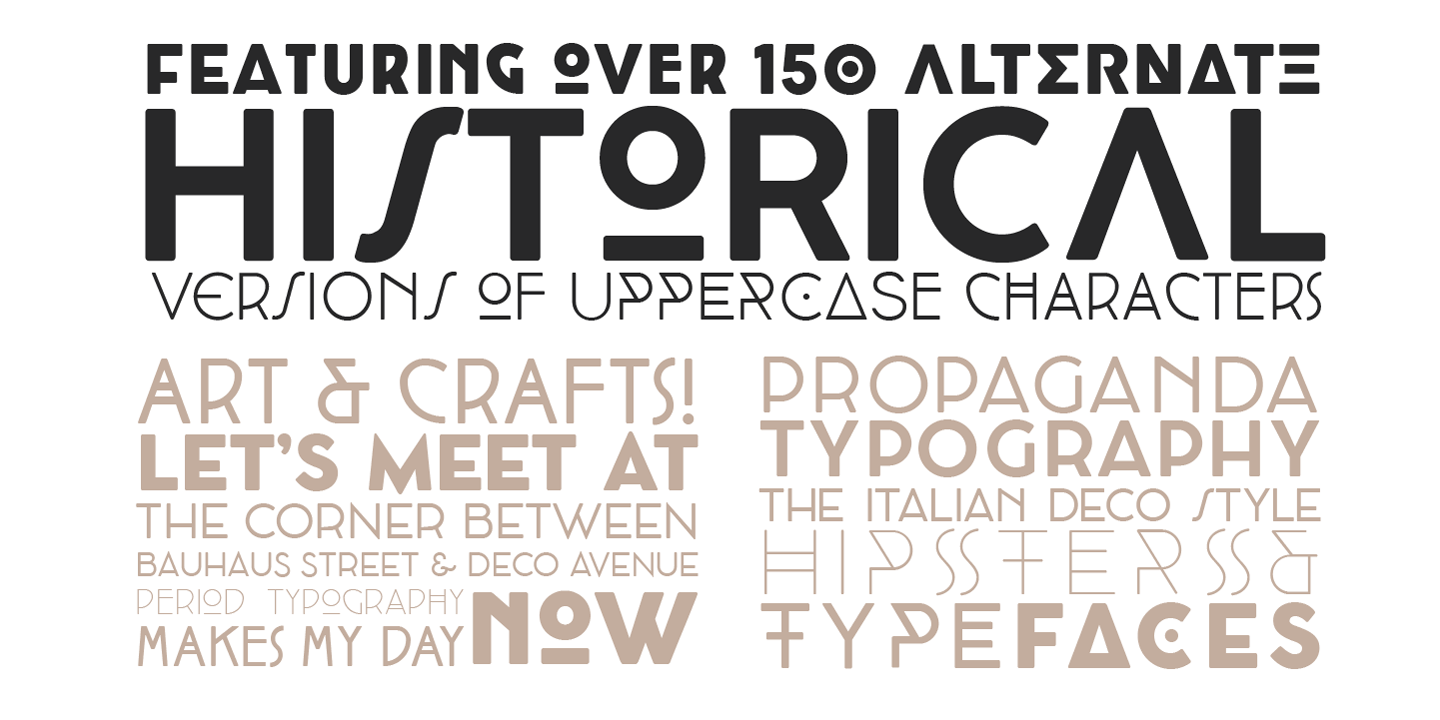 FEATURING OVER 150 ALTERNATE
HISTORICAL
VERSIONS OF UPPERCASE CHARACTERS
ART & CRAFTS!
LET'S MEET AT
THE CORNER BETWEEN
BAUHAUS STREET & DECO AVENUE
PERIOD TYPOGRAPHY
MAKES MY DAY NOW
PROPAGANDA
TYPOGRAPHY
THE ITALIAN DECO STYLE
HIPSSTERSS&
TYPEFACES